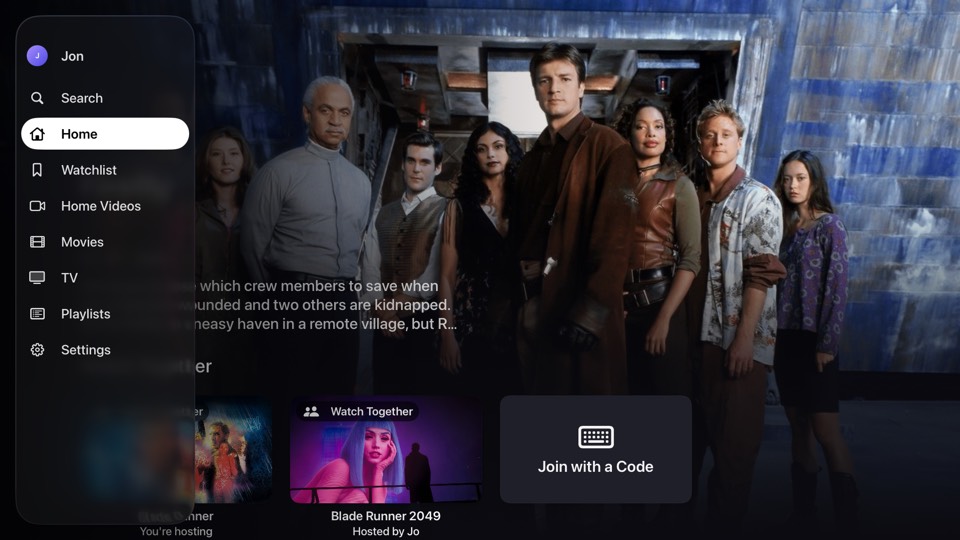 J
Jon
Search
Home
Watchlist
Home Videos
Movies
TV
Playlists
Settings
which crew members to save when
ounded and two others are kidnapped.
neasy haven in a remote village, but R...
Watch Together
Join with a Code
Blade Runner
You're hosting
Blade Runner 2049
Hosted by Jo